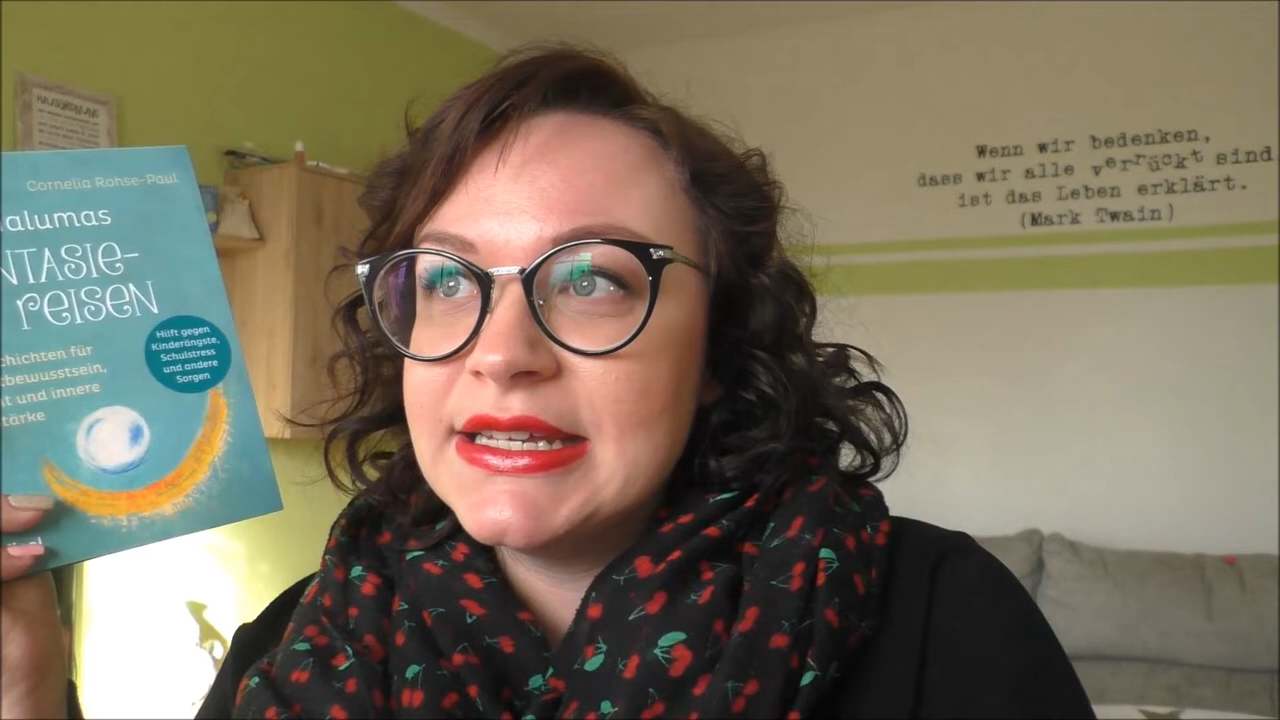 HAUSORDNUNG
Cornelia Rohse-Paul
alumas
NTASIE-
REISEN
Hilft gegen
Kinderängste,
Schulstress
und andere
Sorgen
chichten für
tbewusstsein,
t und innere
tärke
Wenn wir bedenken,
dass wir alle verrückt sind
ist das Leben erklärt.
(Mark Twain)